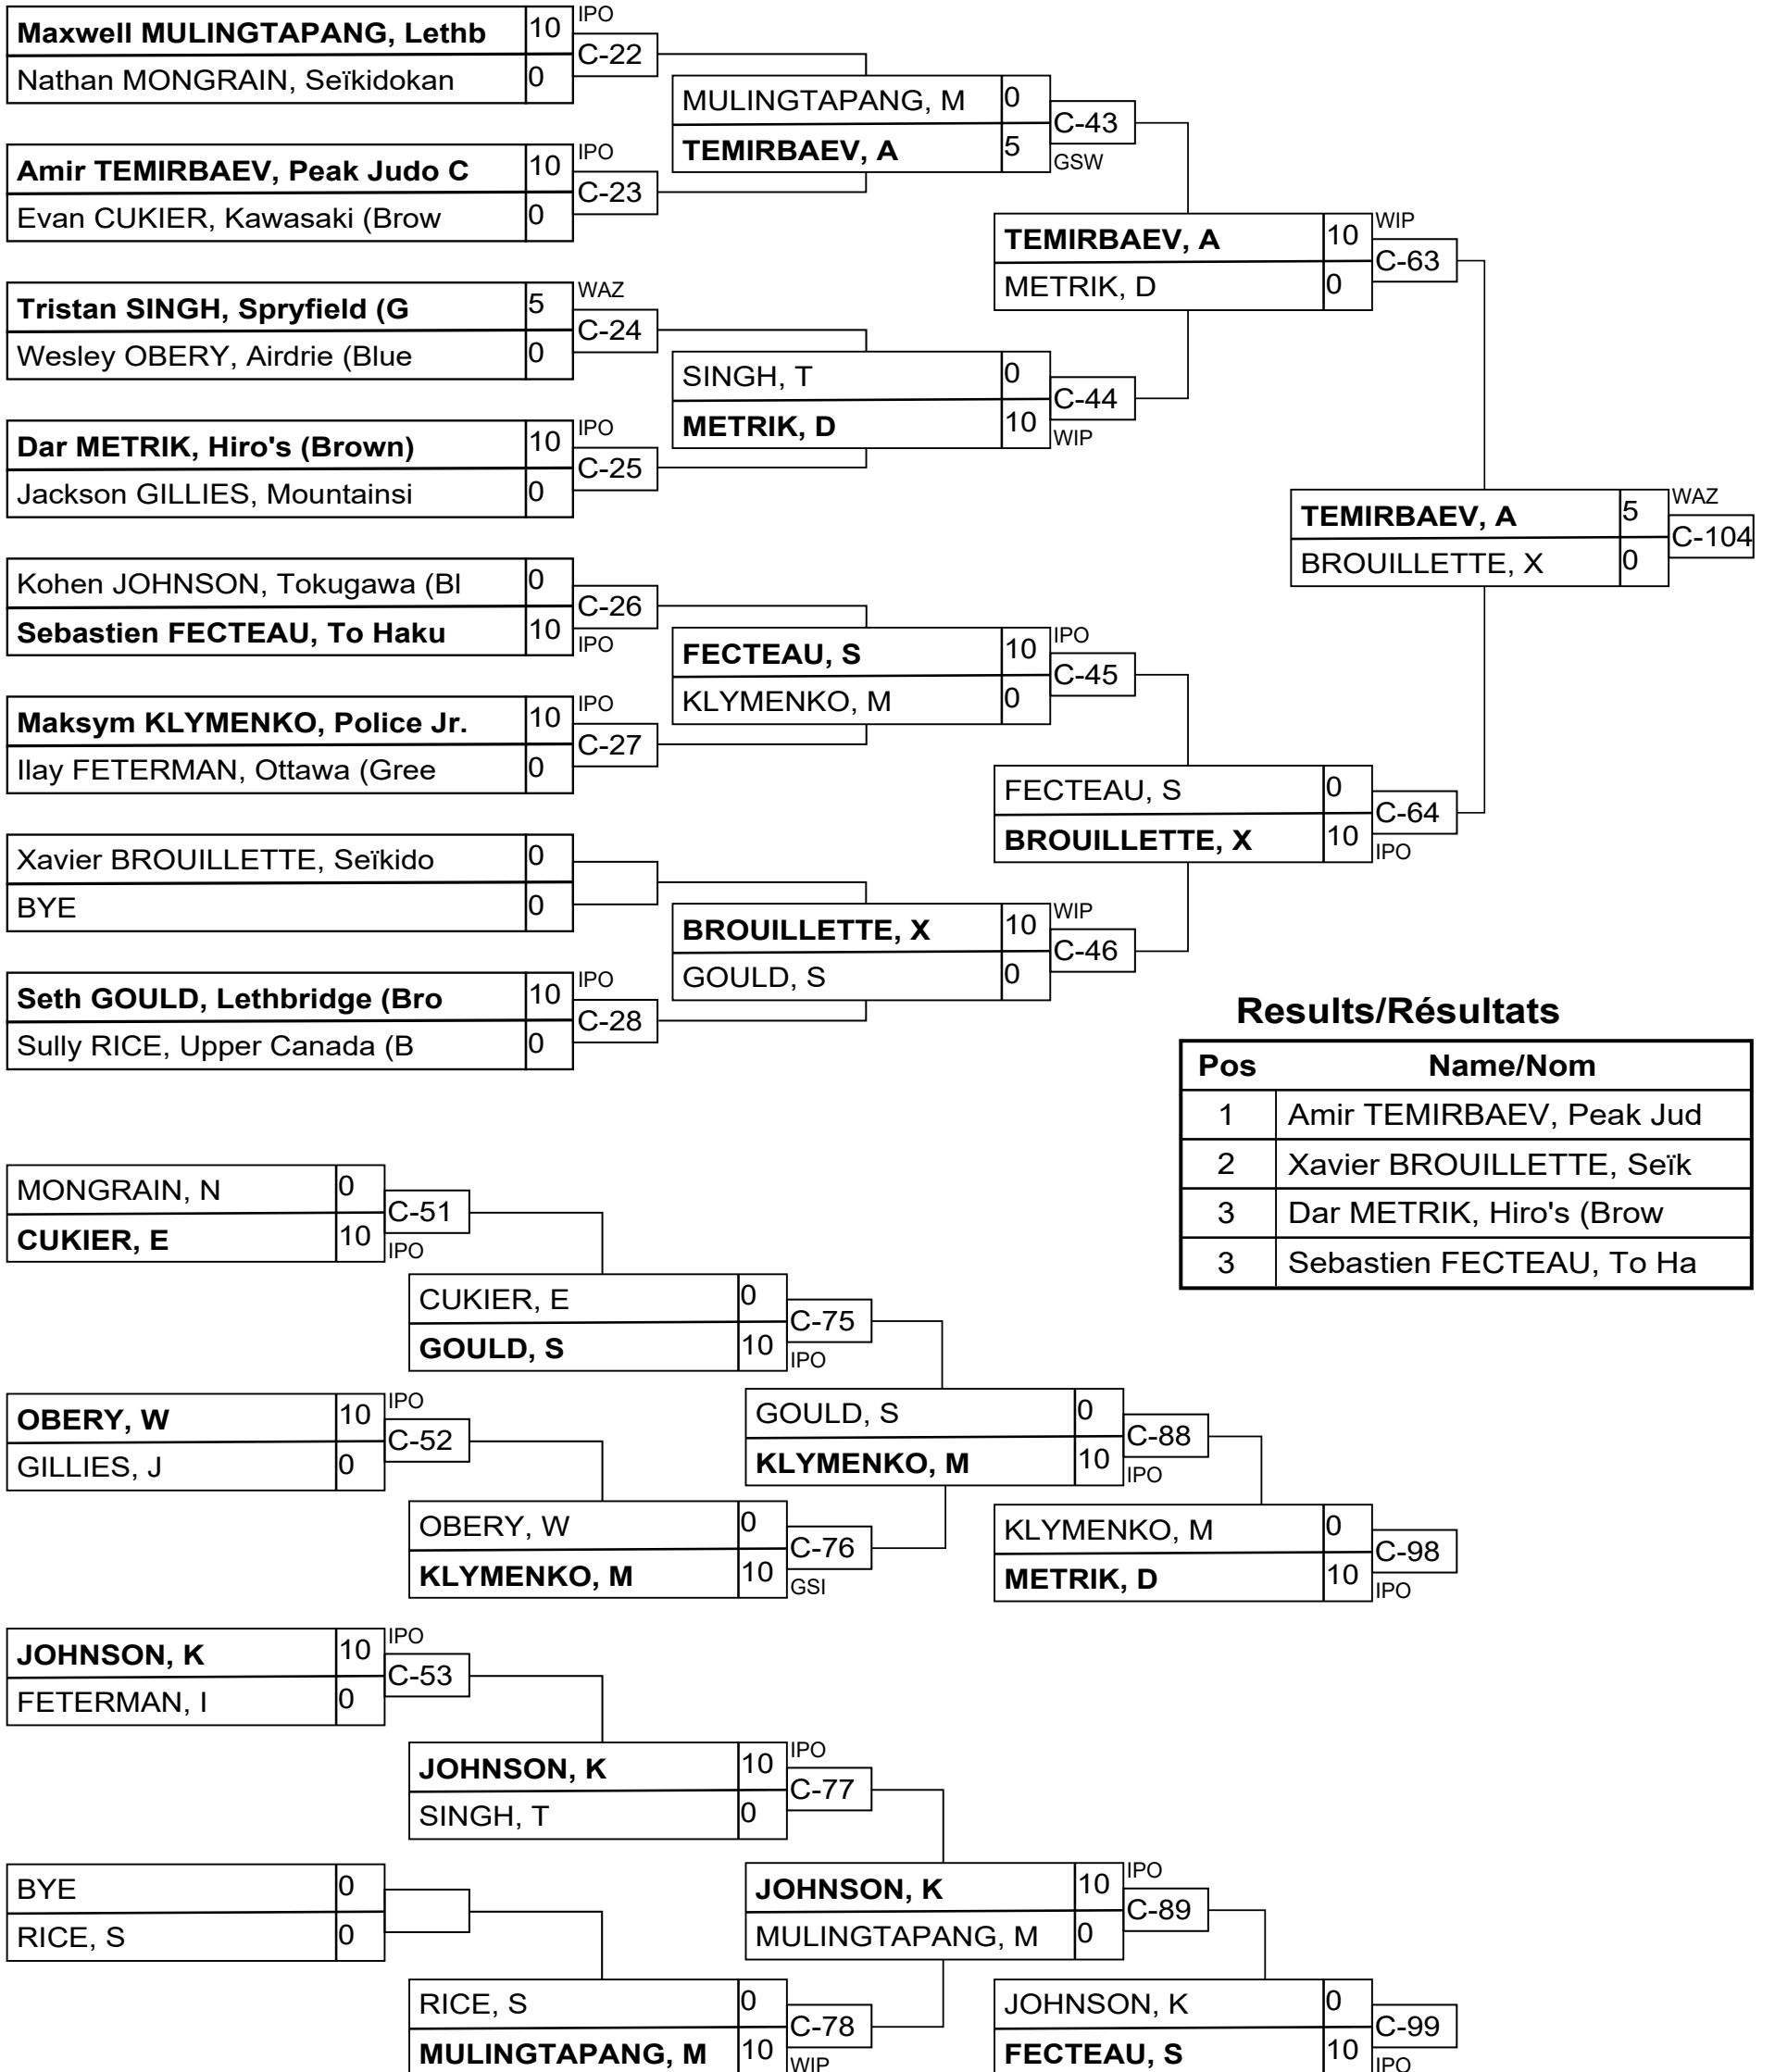 Maxwell MULINGTAPANG, Lethb 10 IPO
C-22
Nathan MONGRAIN, Seïkidokan 0
MULINGTAPANG, M 0
C-43
TEMIRBAEV, A 5 GSW
Amir TEMIRBAEV, Peak Judo C 10 IPO
C-23
Evan CUKIER, Kawasaki (Brow 0
TEMIRBAEV, A 10 WIP
C-63
METRIK, D 0
Tristan SINGH, Spryfield (G 5 WAZ
C-24
Wesley OBERY, Airdrie (Blue 0
SINGH, T 0
C-44
METRIK, D 10 WIP
Dar METRIK, Hiro's (Brown) 10 IPO
C-25
Jackson GILLIES, Mountainsi 0
TEMIRBAEV, A 5 WAZ
C-104
BROUILLETTE, X 0
Kohen JOHNSON, Tokugawa (Bl 0
C-26
Sebastien FECTEAU, To Haku 10 IPO
FECTEAU, S 10 IPO
C-45
KLYMENKO, M 0
Maksym KLYMENKO, Police Jr. 10 IPO
C-27
Ilay FETERMAN, Ottawa (Gree 0
FECTEAU, S 0
C-64
BROUILLETTE, X 10 IPO
Xavier BROUILLETTE, Seïkido 0
BYE 0
BROUILLETTE, X 10 WIP
C-46
GOULD, S 0
Seth GOULD, Lethbridge (Bro 10 IPO
C-28
Sully RICE, Upper Canada (B 0
Results/Résultats
Pos Name/Nom
1 Amir TEMIRBAEV, Peak Jud
2 Xavier BROUILLETTE, Seïk
3 Dar METRIK, Hiro's (Brow
3 Sebastien FECTEAU, To Ha
MONGRAIN, N 0
C-51
CUKIER, E 10 IPO
CUKIER, E 0
C-75
GOULD, S 10 IPO
OBERY, W 10 IPO
C-52
GILLIES, J 0
GOULD, S 0
C-88
KLYMENKO, M 10 IPO
OBERY, W 0
C-76
KLYMENKO, M 10 GSI
KLYMENKO, M 0
C-98
METRIK, D 10 IPO
JOHNSON, K 10 IPO
C-53
FETERMAN, I 0
JOHNSON, K 10 IPO
C-77
SINGH, T 0
BYE 0
RICE, S 0
JOHNSON, K 10 IPO
C-89
MULINGTAPANG, M 0
RICE, S 0
C-78
MULINGTAPANG, M 10 WIP
JOHNSON, K 0
C-99
FECTEAU, S 10 IPO